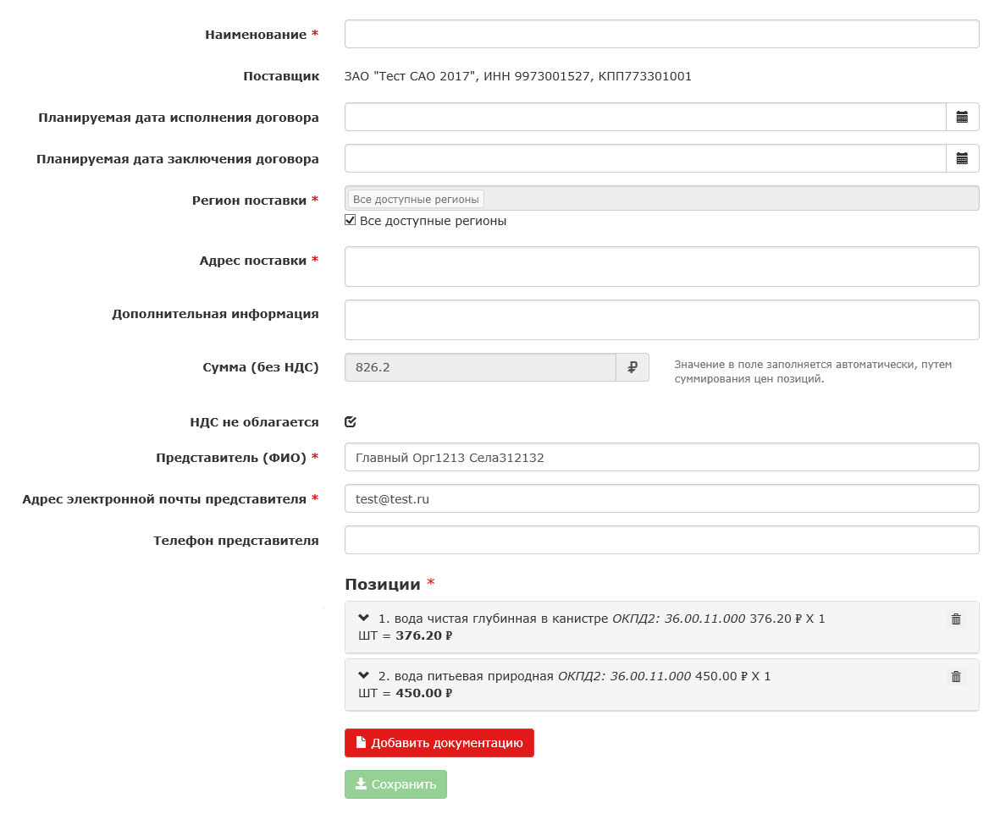 Наименование *
Поставщик
ЗАО "Тест САО 2017", ИНН 9973001527, КПП773301001
Планируемая дата исполнения договора
Планируемая дата заключения договора
Регион поставки *
Все доступные регионы
Все доступные регионы
Адрес поставки *
Дополнительная информация
Сумма (без НДС)
826.2 ₽
Значение в поле заполняется автоматически, путем
суммирования цен позиций.
НДС не облагается
Представитель (ФИО) *
Главный Орг1213 Села312132
Адрес электронной почты представителя *
test@test.ru
Телефон представителя
Позиции *
1. вода чистая глубинная в канистре ОКПД2: 36.00.11.000 376.20 ₽ X 1
ШТ = 376.20 ₽
2. вода питьевая природная ОКПД2: 36.00.11.000 450.00 ₽ X 1
ШТ = 450.00 ₽
Добавить документацию
Сохранить